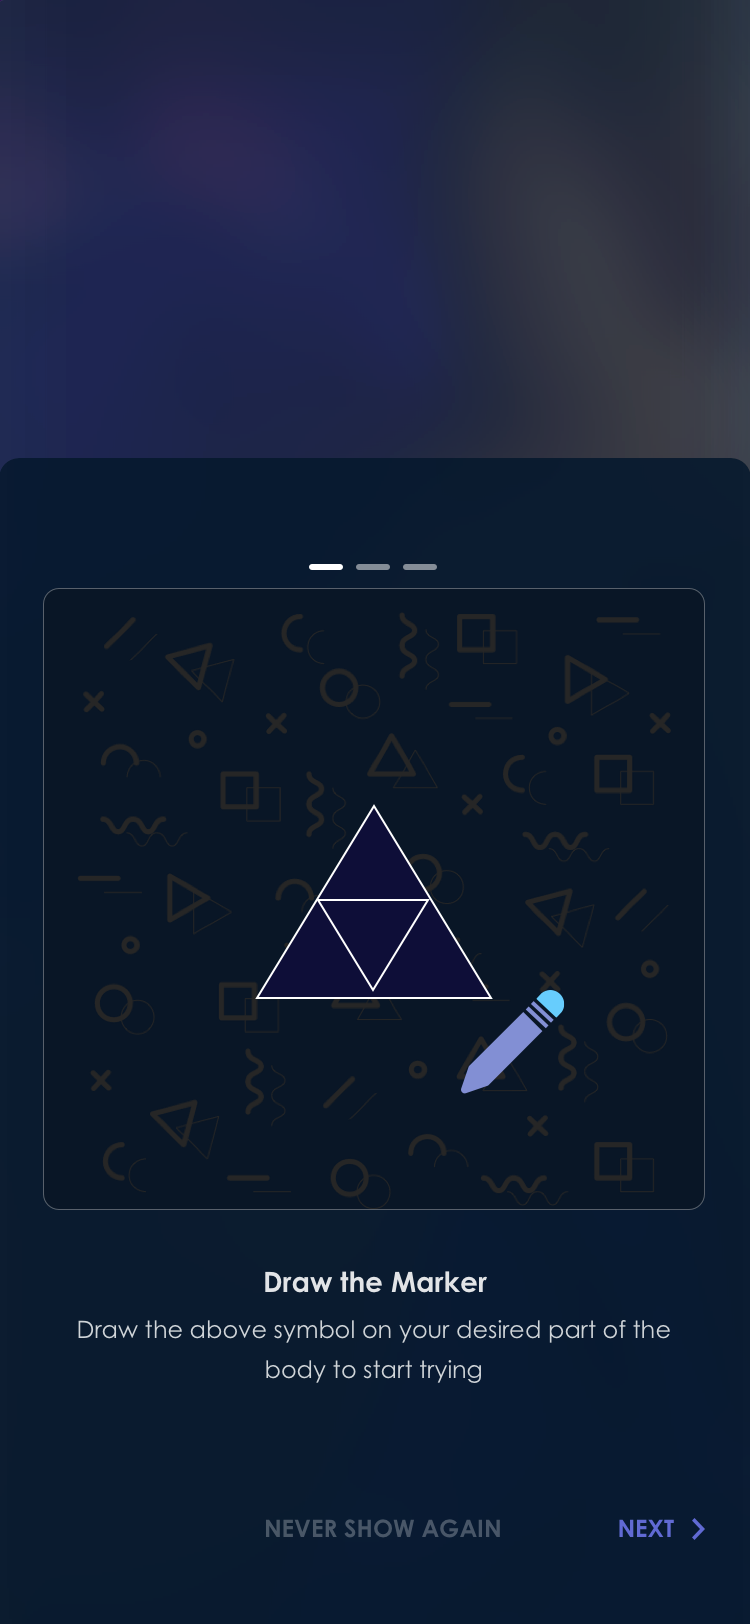 Draw the Marker
Draw the above symbol on your desired part of the
body to start trying
NEVER SHOW AGAIN
NEXT